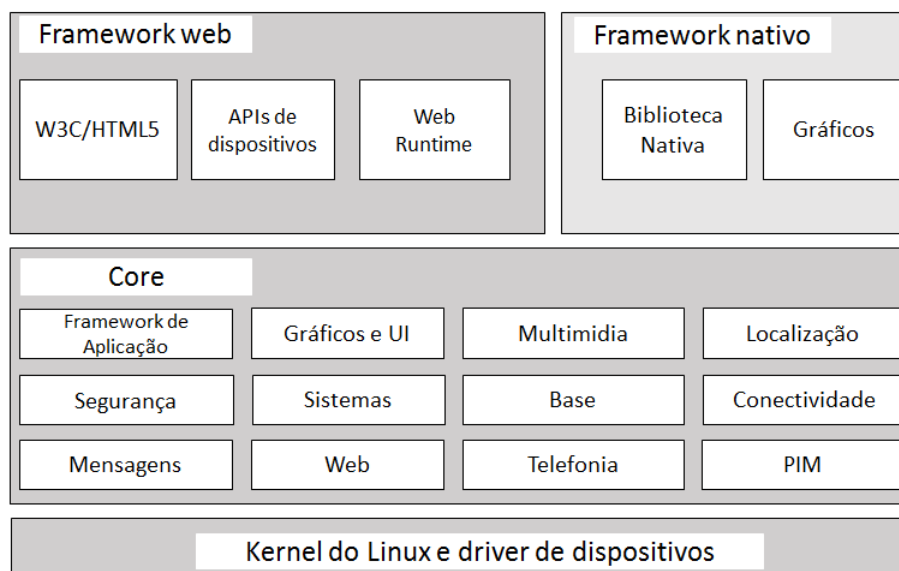 Framework web
Framework nativo
W3C/HTML5
APIs de
dispositivos
Web
Runtime
Biblioteca
Nativa
Gráficos
Core
Framework de
Aplicação
Gráficos e UI
Multimidia
Localização
Segurança
Sistemas
Base
Conectividade
Mensagens
Web
Telefonia
PIM
Kernel do Linux e driver de dispositivos